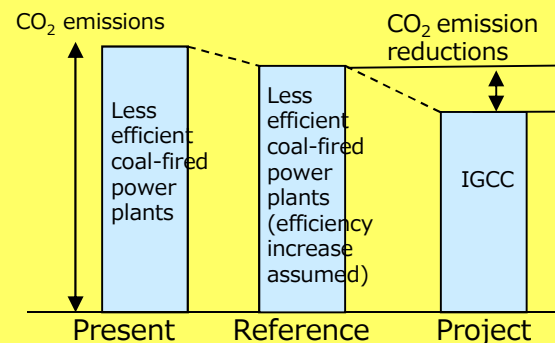 CO₂ emissions
CO₂ emission
reductions
Less
efficient
coal-fired
power
plants
Less
efficient
coal-fired
power
plants
(efficiency
increase
assumed)
IGCC
Present
Reference
Project